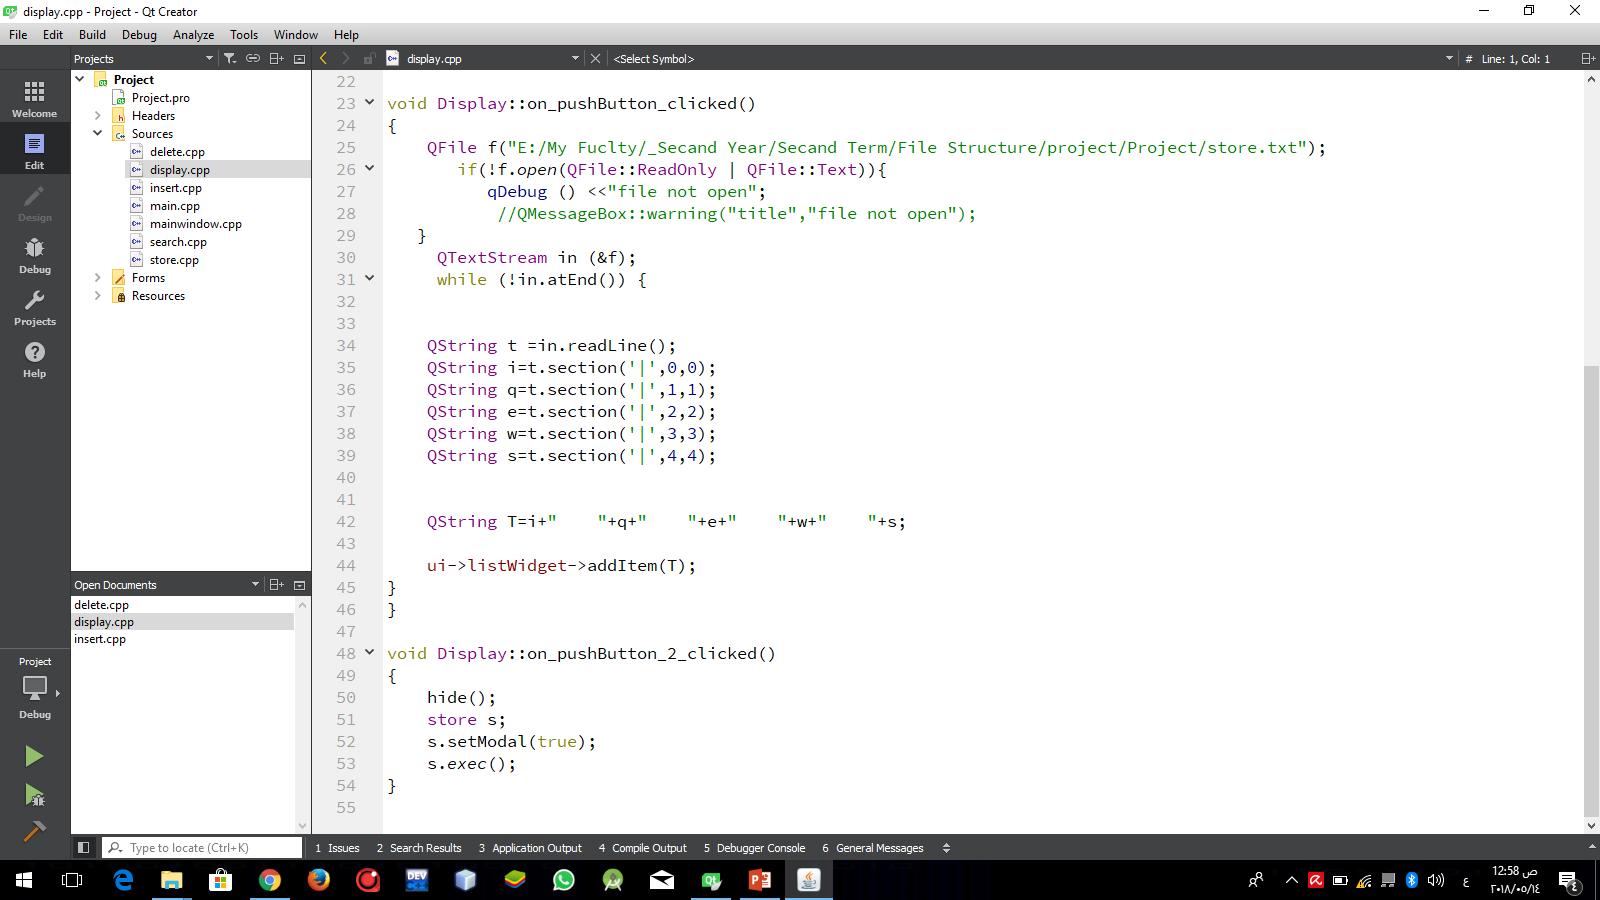 display.cpp - Project - Qt Creator
File Edit Build Debug Analyze Tools Window Help
Projects
display.cpp
<Select Symbol>
# Line: 1, Col: 1
Welcome
Edit
Design
Debug
Projects
Help
Project
Project.pro
Headers
Sources
delete.cpp
display.cpp
insert.cpp
main.cpp
mainwindow.cpp
search.cpp
store.cpp
Forms
Resources
Open Documents
delete.cpp
display.cpp
insert.cpp
Project
Debug
22
23 void Display::on_pushButton_clicked()
24 {
25 QFile f("E:/My Fuclty/_Secand Year/Second Term/File Structure/project/Project/store.txt");
26 if(!f.open(QFile::ReadOnly | QFile::Text)){
27 qDebug () <<"file not open";
28 //QMessageBox::warning("title","file not open");
29 }
30 QTextStream in (&f);
31 while (!in.atEnd()) {
32
33
34 QString t =in.readLine();
35 QString i=t.section('|',0,0);
36 QString q=t.section('|',1,1);
37 QString e=t.section('|',2,2);
38 QString w=t.section('|',3,3);
39 QString s=t.section('|',4,4);
40
41
42 QString T=i+"    "+q+"    "+e+"    "+w+"    "+s;
43
44 ui->listWidget->addItem(T);
45 }
46 }
47
48 void Display::on_pushButton_2_clicked()
49 {
50 hide();
51 store s;
52 s.setModal(true);
53 s.exec();
54 }
55
Type to locate (Ctrl+K)
1 Issues 2 Search Results 3 Application Output 4 Compile Output 5 Debugger Console 6 General Messages
DEV
ع
12:58 ص
٢٠١٨/٠٥/١٤
٤